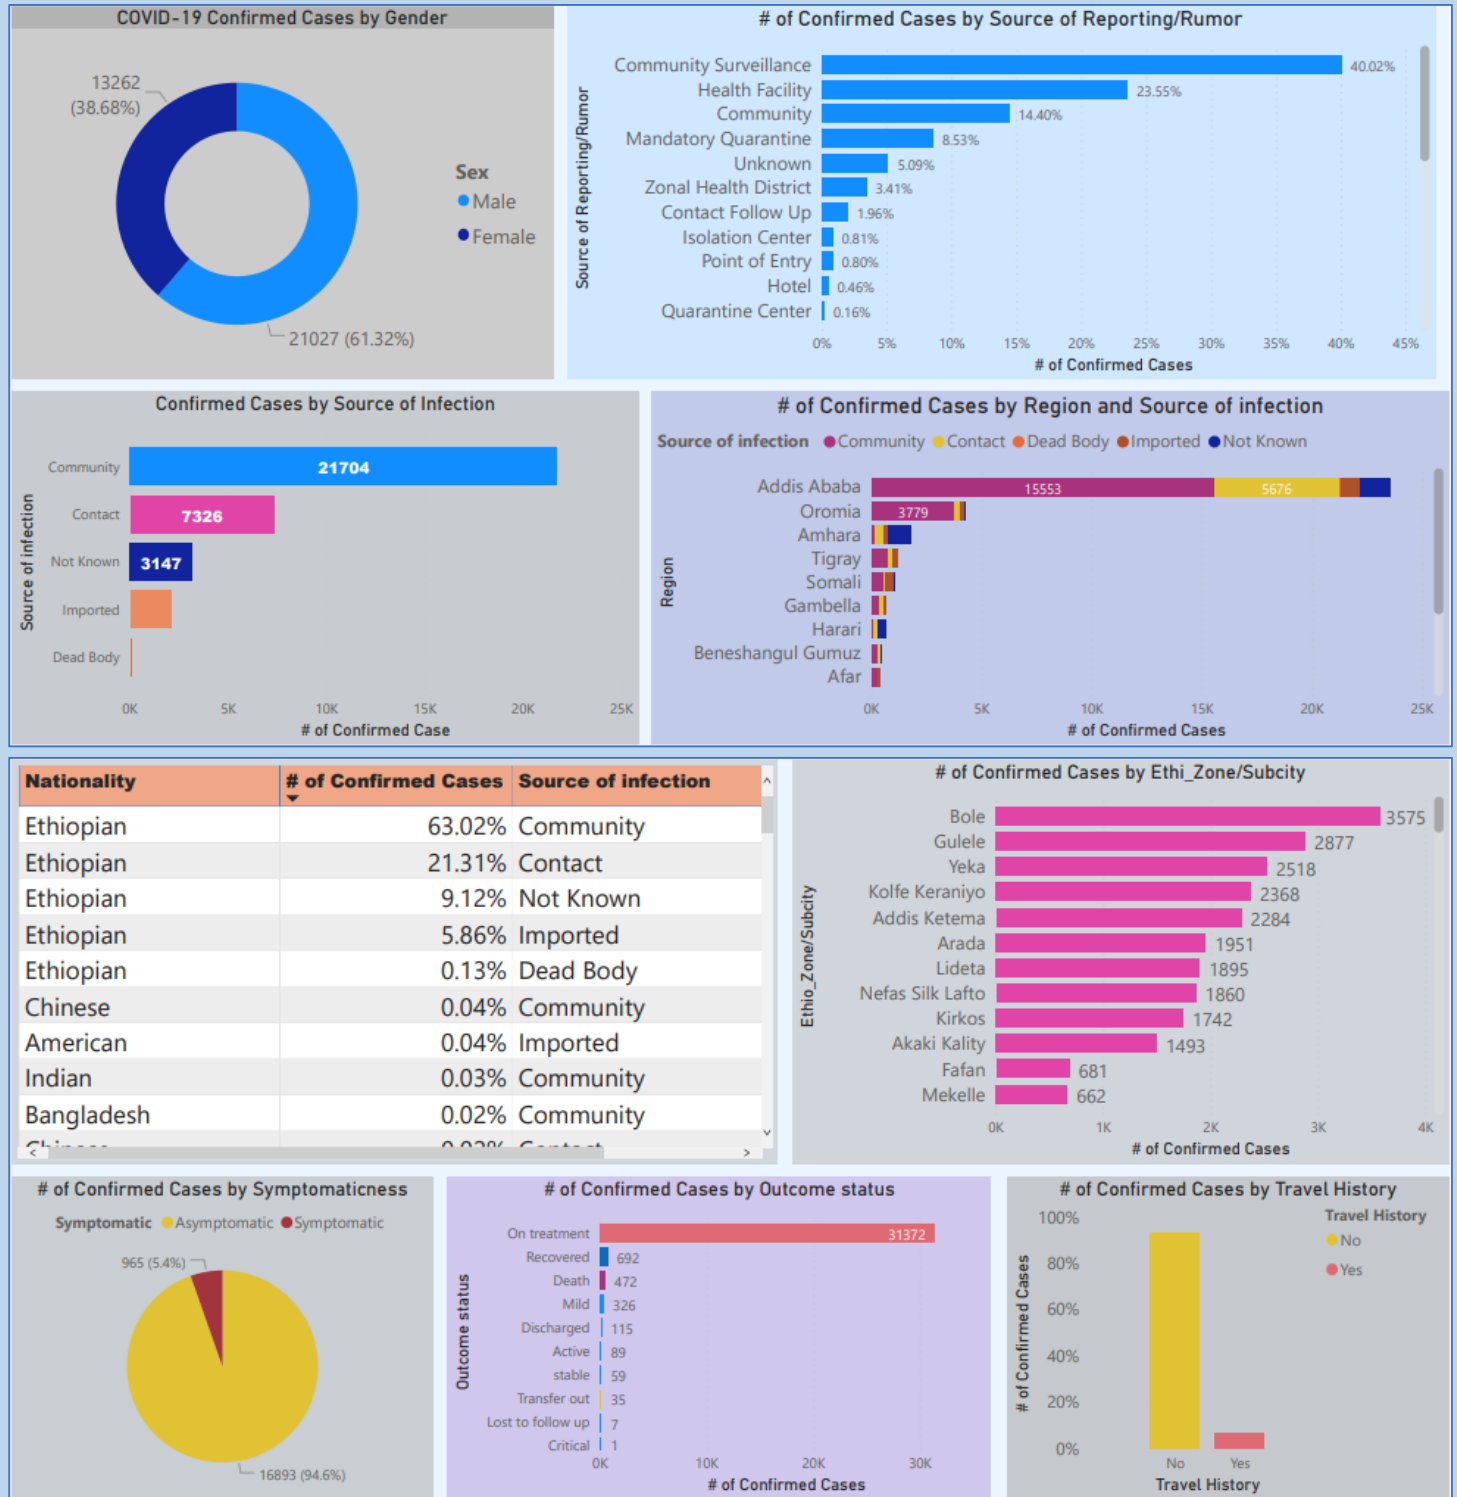 COVID-19 Confirmed Cases by Gender
13262
(38.68%)
Sex
Male
Female
21027 (61.32%)
# of Confirmed Cases by Source of Reporting/Rumor
Source of Reporting/Rumor
Community Surveillance 40.02%
Health Facility 23.55%
Community 14.40%
Mandatory Quarantine 8.53%
Unknown 5.09%
Zonal Health District 3.41%
Contact Follow Up 1.96%
Isolation Center 0.81%
Point of Entry 0.80%
Hotel 0.46%
Quarantine Center 0.16%
0% 5% 10% 15% 20% 25% 30% 35% 40% 45%
# of Confirmed Cases
Confirmed Cases by Source of Infection
Source of infection
Community 21704
Contact 7326
Not Known 3147
Imported
Dead Body
0K 5K 10K 15K 20K 25K
# of Confirmed Case
# of Confirmed Cases by Region and Source of infection
Source of infection Community Contact Dead Body Imported Not Known
Region
Addis Ababa 15553 5676
Oromia 3779
Amhara
Tigray
Somali
Gambella
Harari
Beneshangul Gumuz
Afar
0K 5K 10K 15K 20K 25K
# of Confirmed Cases
Nationality # of Confirmed Cases Source of infection
Ethiopian 63.02% Community
Ethiopian 21.31% Contact
Ethiopian 9.12% Not Known
Ethiopian 5.86% Imported
Ethiopian 0.13% Dead Body
Chinese 0.04% Community
American 0.04% Imported
Indian 0.03% Community
Bangladesh 0.02% Community
Chinese 0.02% Contact
# of Confirmed Cases by Ethi_Zone/Subcity
Ethio_Zone/Subcity
Bole 3575
Gulele 2877
Yeka 2518
Kolfe Keraniyo 2368
Addis Ketema 2284
Arada 1951
Lideta 1895
Nefas Silk Lafto 1860
Kirkos 1742
Akaki Kality 1493
Fafan 681
Mekelle 662
0K 1K 2K 3K 4K
# of Confirmed Cases
# of Confirmed Cases by Symptomaticness
Symptomatic Asymptomatic Symptomatic
965 (5.4%)
16893 (94.6%)
# of Confirmed Cases by Outcome status
Outcome status
On treatment 31372
Recovered 692
Death 472
Mild 326
Discharged 115
Active 89
stable 59
Transfer out 35
Lost to follow up 7
Critical 1
0K 10K 20K 30K
# of Confirmed Cases
# of Confirmed Cases by Travel History
Travel History
No
Yes
# of Confirmed Cases
100%
80%
60%
40%
20%
0%
No Yes
Travel History